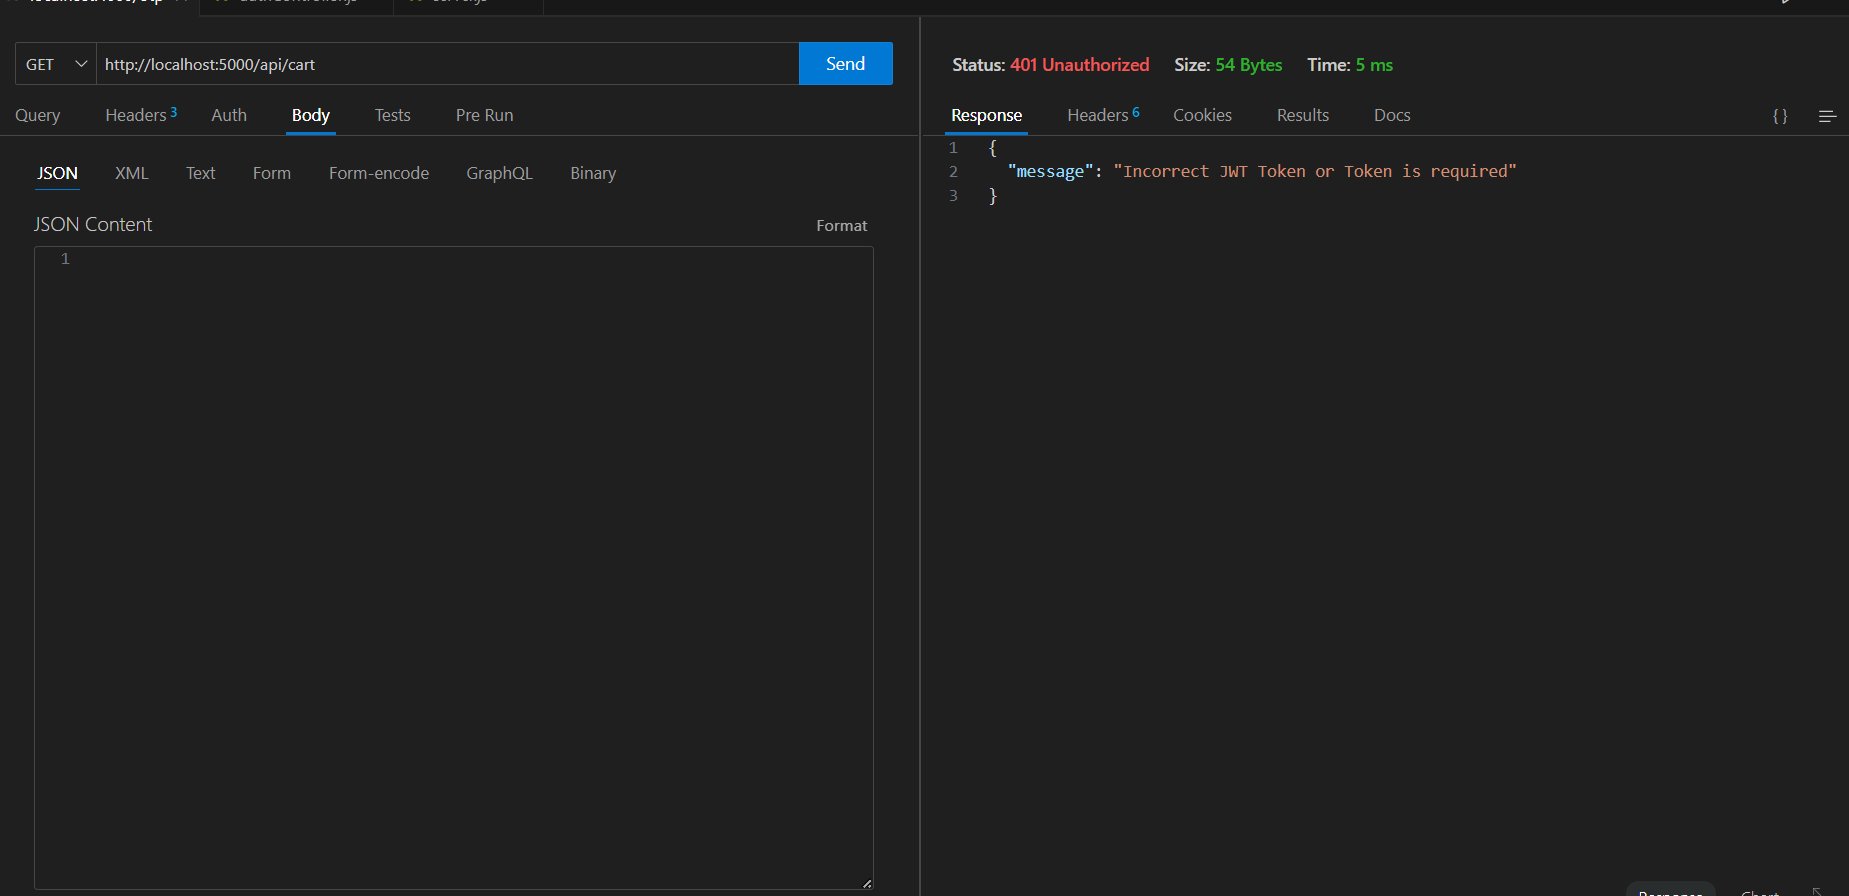 GET http://localhost:5000/api/cart Send
Query Headers 3 Auth Body Tests Pre Run
JSON XML Text Form Form-encode GraphQL Binary
JSON Content Format
1
Status: 401 Unauthorized Size: 54 Bytes Time: 5 ms
Response Headers 6 Cookies Results Docs {}
1 {
2 "message": "Incorrect JWT Token or Token is required"
3 }
Response Chart